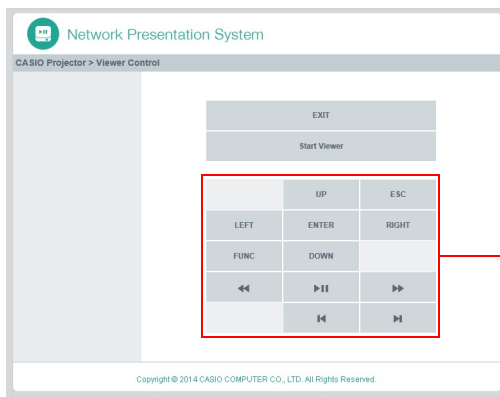 Network Presentation System
CASIO Projector > Viewer Control
EXIT
Start Viewer
UP ESC
LEFT ENTER RIGHT
FUNC DOWN
Copyright © 2014 CASIO COMPUTER CO., LTD. All Rights Reserved.